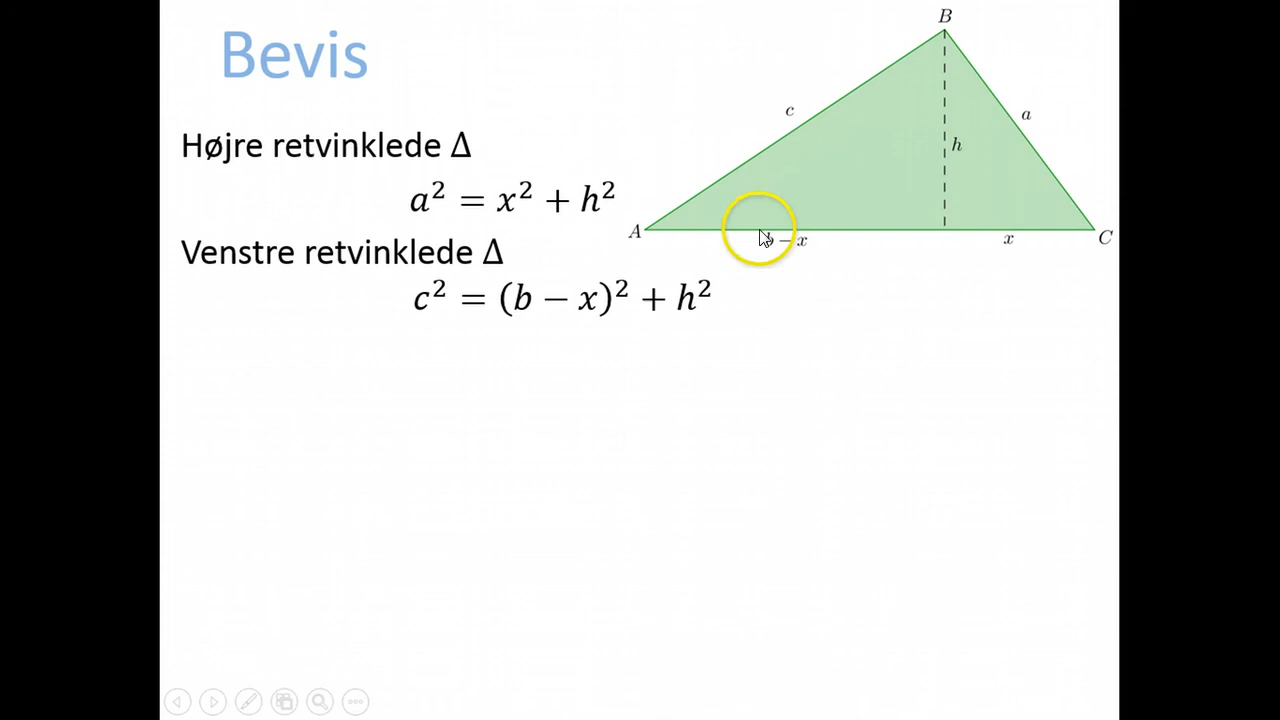 Bevis
Højre retvinklede Δ
a² = x² + h²
Venstre retvinklede Δ
c² = (b − x)² + h²
B
c
a
h
A
b − x
x
C